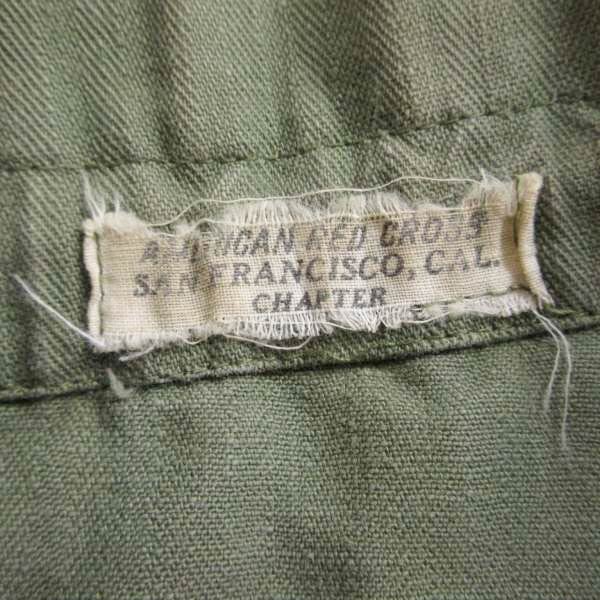 AMERICAN RED CROSS
SAN FRANCISCO, CAL.
CHAPTER